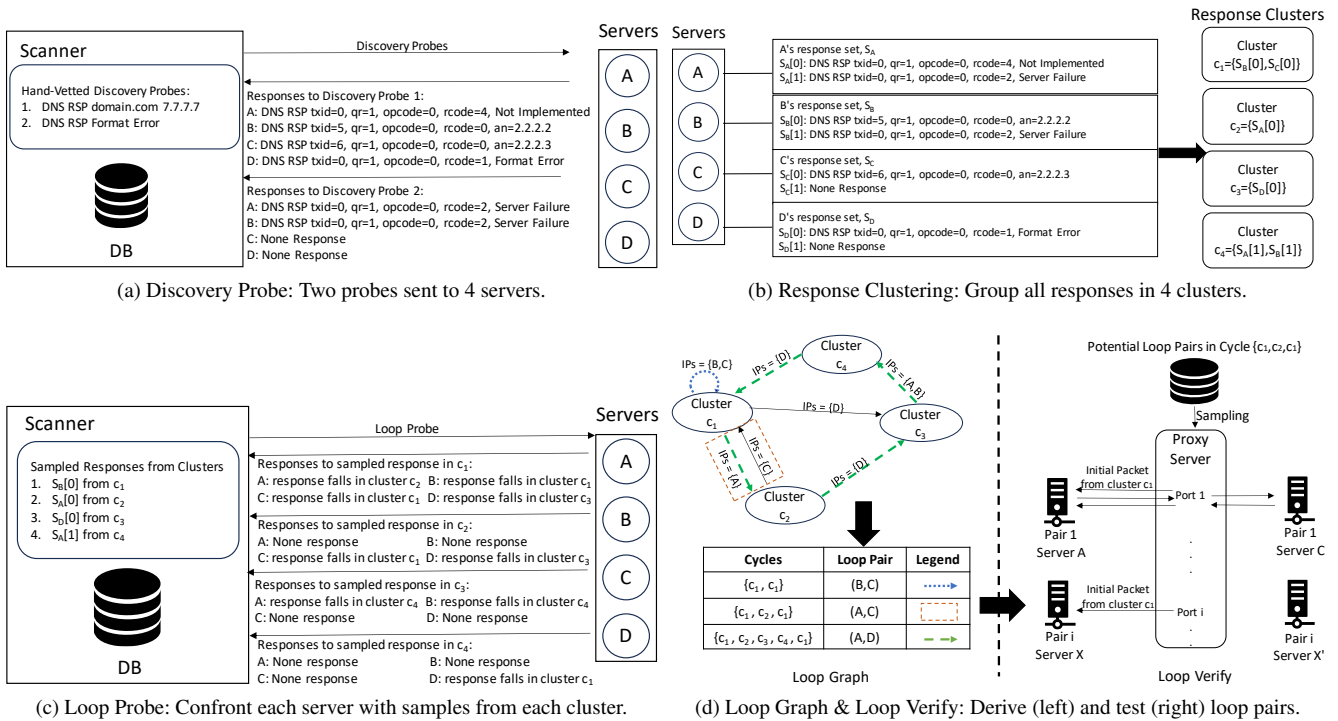 Scanner
Hand-Vetted Discovery Probes:
1. DNS RSP domain.com 7.7.7.7
2. DNS RSP Format Error
DB
Discovery Probes
Responses to Discovery Probe 1:
A: DNS RSP txid=0, qr=1, opcode=0, rcode=4, Not Implemented
B: DNS RSP txid=5, qr=1, opcode=0, rcode=0, an=2.2.2.2
C: DNS RSP txid=6, qr=1, opcode=0, rcode=0, an=2.2.2.3
D: DNS RSP txid=0, qr=1, opcode=0, rcode=1, Format Error
Responses to Discovery Probe 2:
A: DNS RSP txid=0, qr=1, opcode=0, rcode=2, Server Failure
B: DNS RSP txid=0, qr=1, opcode=0, rcode=2, Server Failure
C: None Response
D: None Response
Servers
A
B
C
D
(a) Discovery Probe: Two probes sent to 4 servers.
Servers
A
B
C
D
A's response set, S_A
S_A[0]: DNS RSP txid=0, qr=1, opcode=0, rcode=4, Not Implemented
S_A[1]: DNS RSP txid=0, qr=1, opcode=0, rcode=2, Server Failure
B's response set, S_B
S_B[0]: DNS RSP txid=5, qr=1, opcode=0, rcode=0, an=2.2.2.2
S_B[1]: DNS RSP txid=0, qr=1, opcode=0, rcode=2, Server Failure
C's response set, S_C
S_C[0]: DNS RSP txid=6, qr=1, opcode=0, rcode=0, an=2.2.2.3
S_C[1]: None Response
D's response set, S_D
S_D[0]: DNS RSP txid=0, qr=1, opcode=0, rcode=1, Format Error
S_D[1]: None Response
Response Clusters
Cluster
c₁={S_B[0],S_C[0]}
Cluster
c₂={S_A[0]}
Cluster
c₃={S_D[0]}
Cluster
c₄={S_A[1],S_B[1]}
(b) Response Clustering: Group all responses in 4 clusters.
Scanner
Sampled Responses from Clusters
1. S_B[0] from c₁
2. S_A[0] from c₂
3. S_D[0] from c₃
4. S_A[1] from c₄
DB
Loop Probe
Responses to sampled response in c₁:
A: response falls in cluster c₂ B: response falls in cluster c₁
C: response falls in cluster c₁ D: response falls in cluster c₃
Responses to sampled response in c₂:
A: None response B: None response
C: response falls in cluster c₁ D: response falls in cluster c₃
Responses to sampled response in c₃:
A: response falls in cluster c₄ B: response falls in cluster c₄
C: None response D: None response
Responses to sampled response in c₄:
A: None response B: None response
C: None response D: response falls in cluster c₁
Servers
A
B
C
D
(c) Loop Probe: Confront each server with samples from each cluster.
IPs = {B,C}
Cluster
c₁
Cluster
c₄
Cluster
c₃
Cluster
c₂
IPs = {D}
IPs = {A,B}
IPs = {D}
IPs = {A}
IPs = {C}
IPs = {D}
Cycles Loop Pair Legend
{c₁, c₁} (B,C)
{c₁, c₂, c₁} (A,C)
{c₁, c₂, c₃, c₄, c₁} (A,D)
Loop Graph
Potential Loop Pairs in Cycle {c₁,c₂,c₁}
Sampling
Proxy
Server
Initial Packet
from cluster c₁
Port 1
Pair 1
Server A
Pair 1
Server C
Initial Packet
from cluster c₁
Port i
Pair i
Server X
Pair i
Server X'
Loop Verify
(d) Loop Graph & Loop Verify: Derive (left) and test (right) loop pairs.